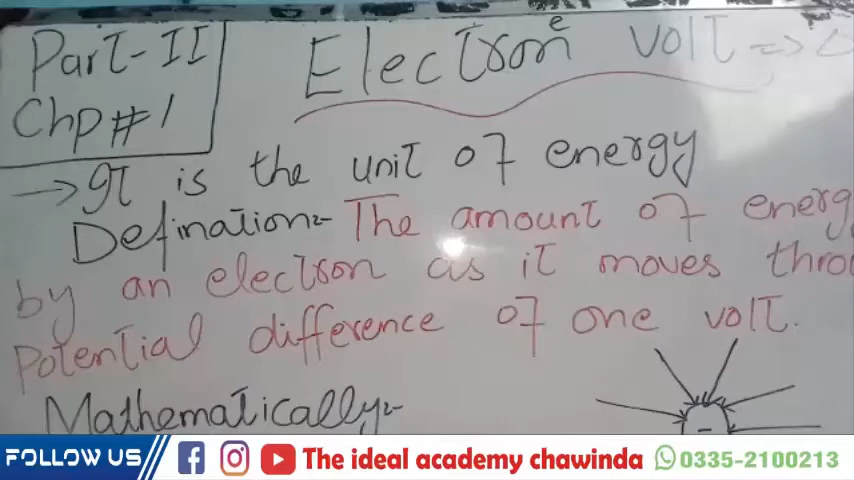 Part-II
Chp#1
Electron volt =>
e
→ It is the unit of energy
Defination:- The amount of energ
by an electron as it moves thro
Potential difference of one volt.
Mathematically:-
FOLLOW US The ideal academy chawinda 0335-2100213